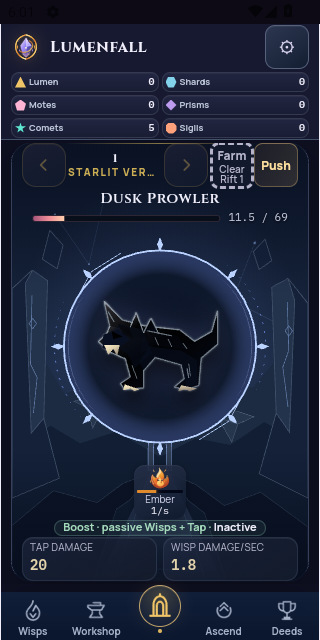 LUMENFALL
Lumen 0
Shards 0
Motes 0
Prisms 0
Comets 5
Sigils 0
1
STARLIT VER…
Farm
Clear
Rift 1
Push
DUSK PROWLER
11.5 / 69
Ember
1/s
Boost · passive Wisps + Tap · Inactive
TAP DAMAGE
20
WISP DAMAGE/SEC
1.8
Wisps
Workshop
Ascend
Deeds